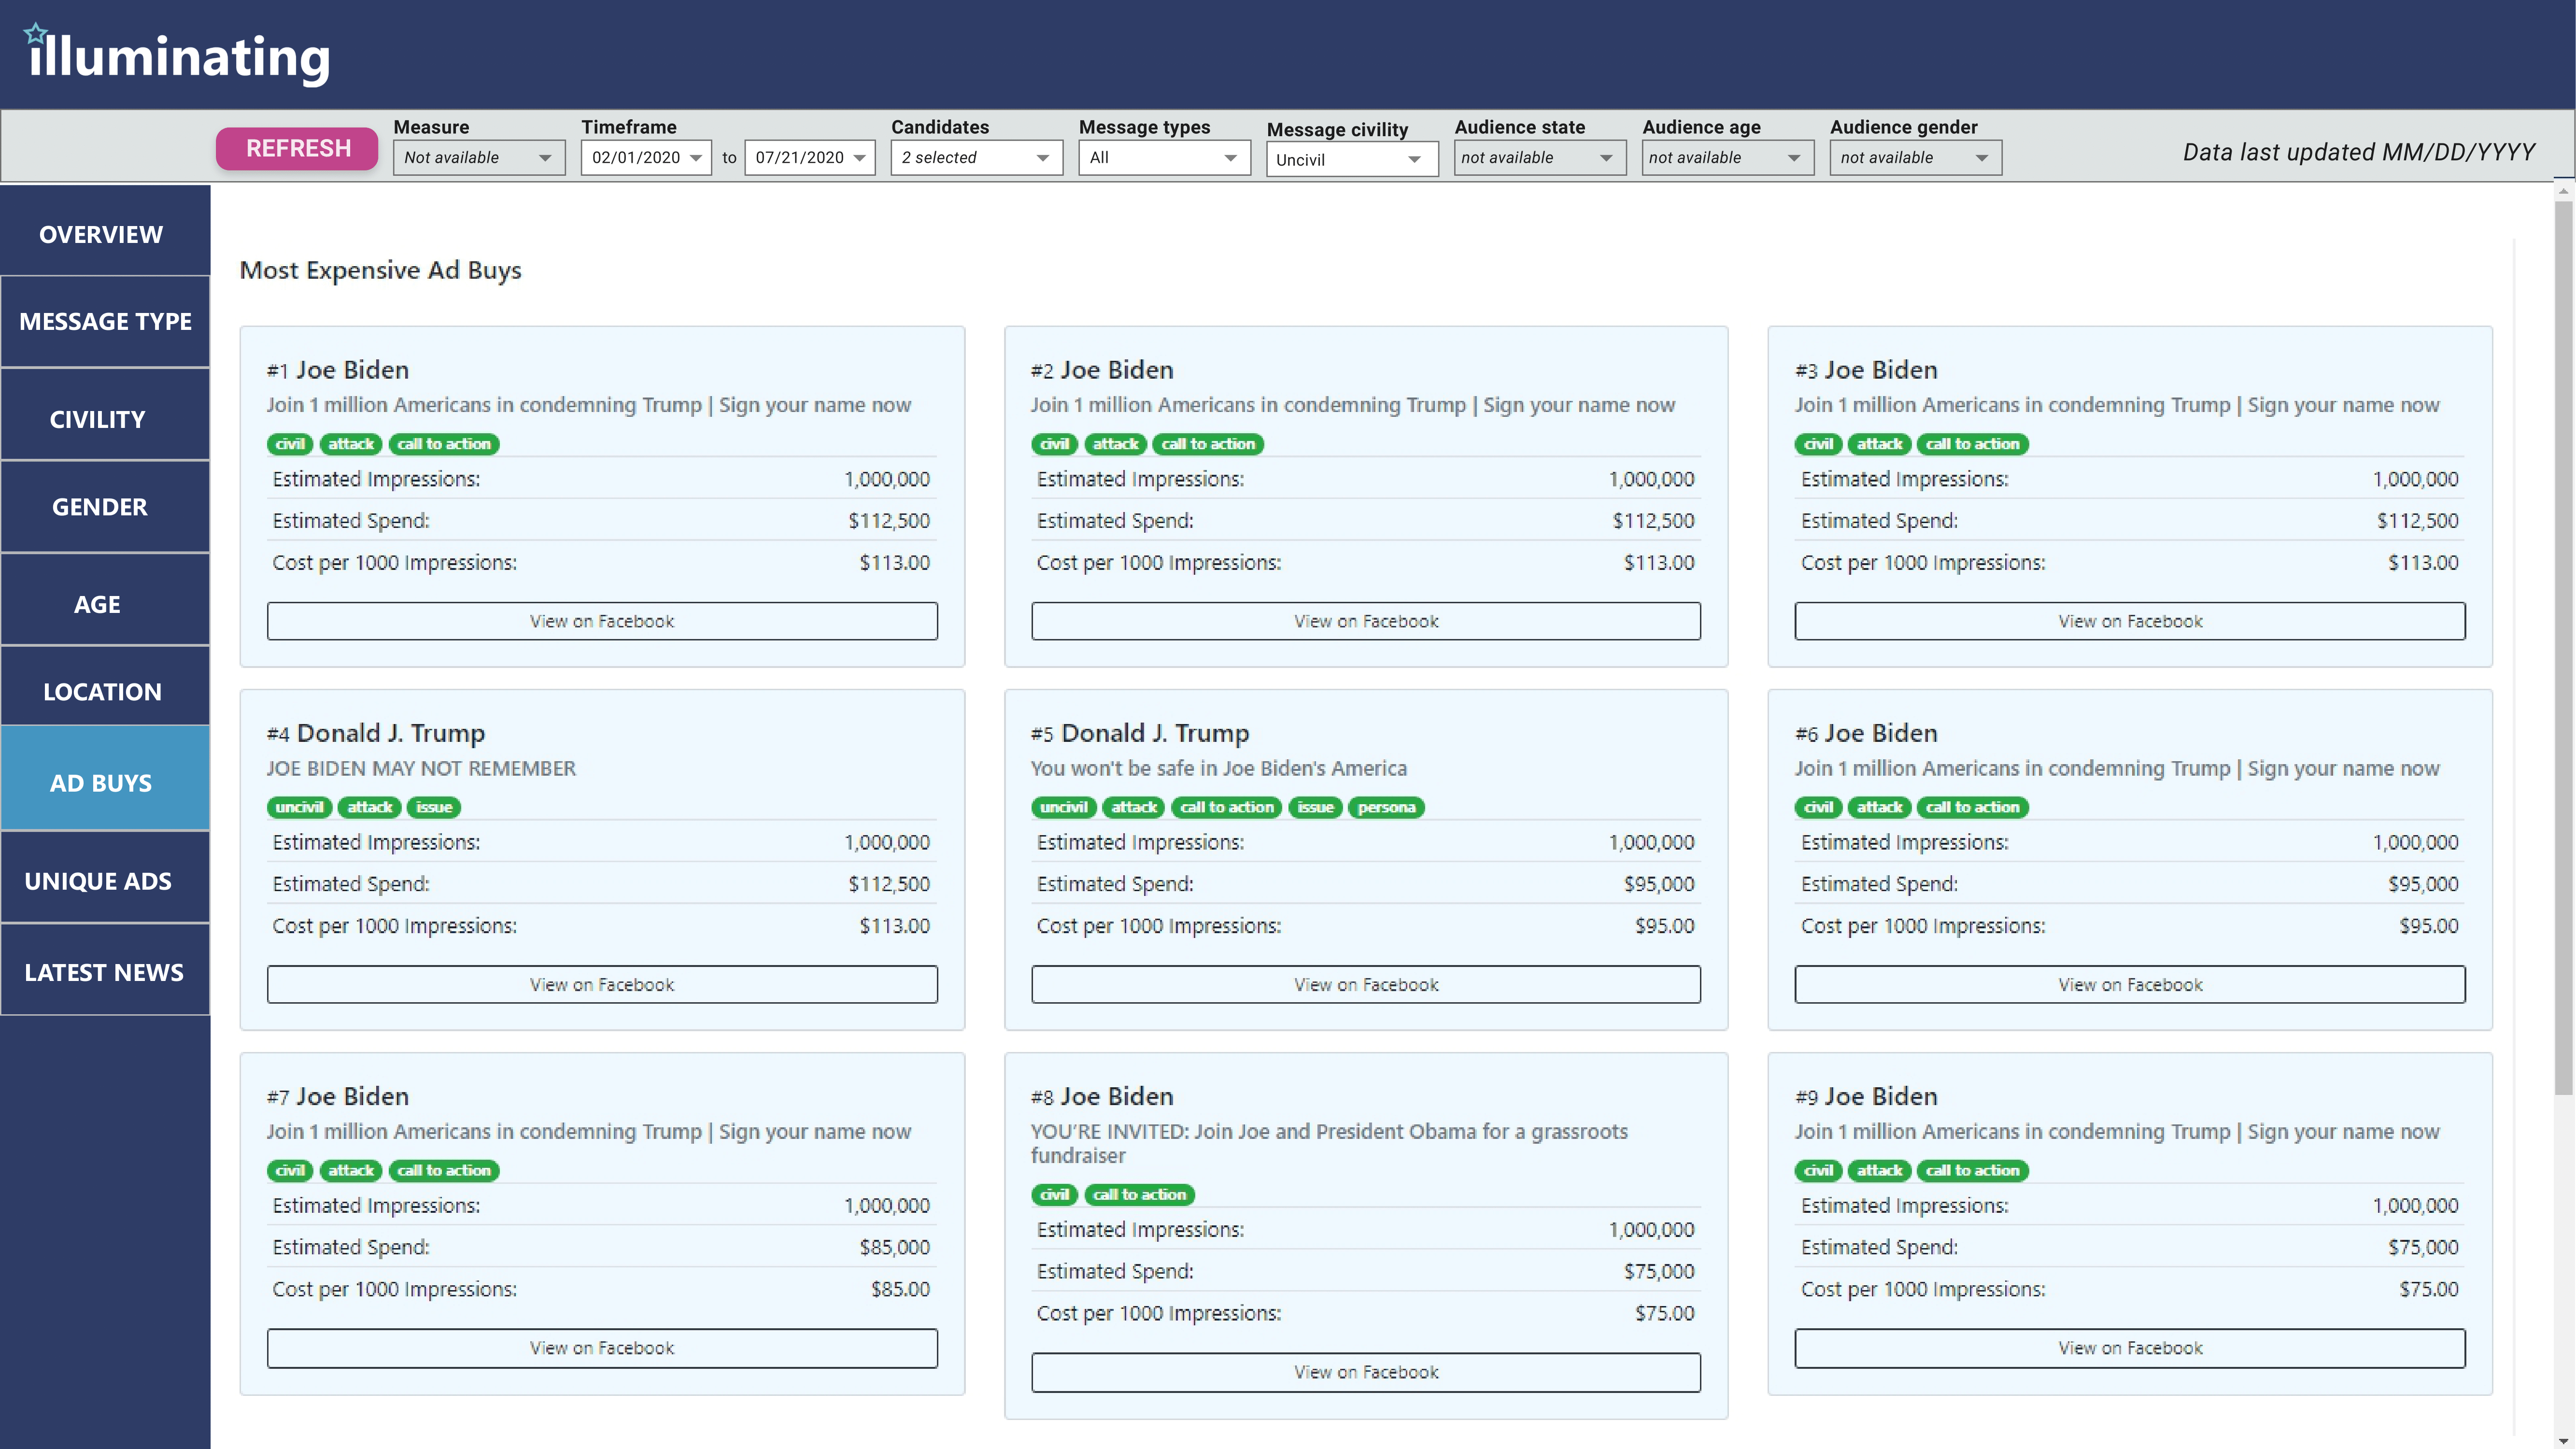 illuminating
REFRESH
Measure
Not available
Timeframe
02/01/2020 to 07/21/2020
Candidates
2 selected
Message types
All
Message civility
Uncivil
Audience state
not available
Audience age
not available
Audience gender
not available
Data last updated MM/DD/YYYY
OVERVIEW
MESSAGE TYPE
CIVILITY
GENDER
AGE
LOCATION
AD BUYS
UNIQUE ADS
LATEST NEWS
Most Expensive Ad Buys
#1 Joe Biden
Join 1 million Americans in condemning Trump | Sign your name now
civil attack call to action
Estimated Impressions: 1,000,000
Estimated Spend: $112,500
Cost per 1000 Impressions: $113.00
View on Facebook
#2 Joe Biden
Join 1 million Americans in condemning Trump | Sign your name now
civil attack call to action
Estimated Impressions: 1,000,000
Estimated Spend: $112,500
Cost per 1000 Impressions: $113.00
View on Facebook
#3 Joe Biden
Join 1 million Americans in condemning Trump | Sign your name now
civil attack call to action
Estimated Impressions: 1,000,000
Estimated Spend: $112,500
Cost per 1000 Impressions: $113.00
View on Facebook
#4 Donald J. Trump
JOE BIDEN MAY NOT REMEMBER
uncivil attack issue
Estimated Impressions: 1,000,000
Estimated Spend: $112,500
Cost per 1000 Impressions: $113.00
View on Facebook
#5 Donald J. Trump
You won't be safe in Joe Biden's America
uncivil attack call to action issue persona
Estimated Impressions: 1,000,000
Estimated Spend: $95,000
Cost per 1000 Impressions: $95.00
View on Facebook
#6 Joe Biden
Join 1 million Americans in condemning Trump | Sign your name now
civil attack call to action
Estimated Impressions: 1,000,000
Estimated Spend: $95,000
Cost per 1000 Impressions: $95.00
View on Facebook
#7 Joe Biden
Join 1 million Americans in condemning Trump | Sign your name now
civil attack call to action
Estimated Impressions: 1,000,000
Estimated Spend: $85,000
Cost per 1000 Impressions: $85.00
View on Facebook
#8 Joe Biden
YOU'RE INVITED: Join Joe and President Obama for a grassroots
fundraiser
civil call to action
Estimated Impressions: 1,000,000
Estimated Spend: $75,000
Cost per 1000 Impressions: $75.00
View on Facebook
#9 Joe Biden
Join 1 million Americans in condemning Trump | Sign your name now
civil attack call to action
Estimated Impressions: 1,000,000
Estimated Spend: $75,000
Cost per 1000 Impressions: $75.00
View on Facebook